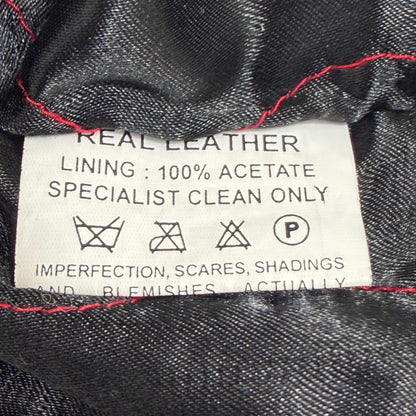 REAL LEATHER
LINING : 100% ACETATE
SPECIALIST CLEAN ONLY
P
IMPERFECTION, SCARES, SHADINGS
AND BLEMISHES ACTUALLY